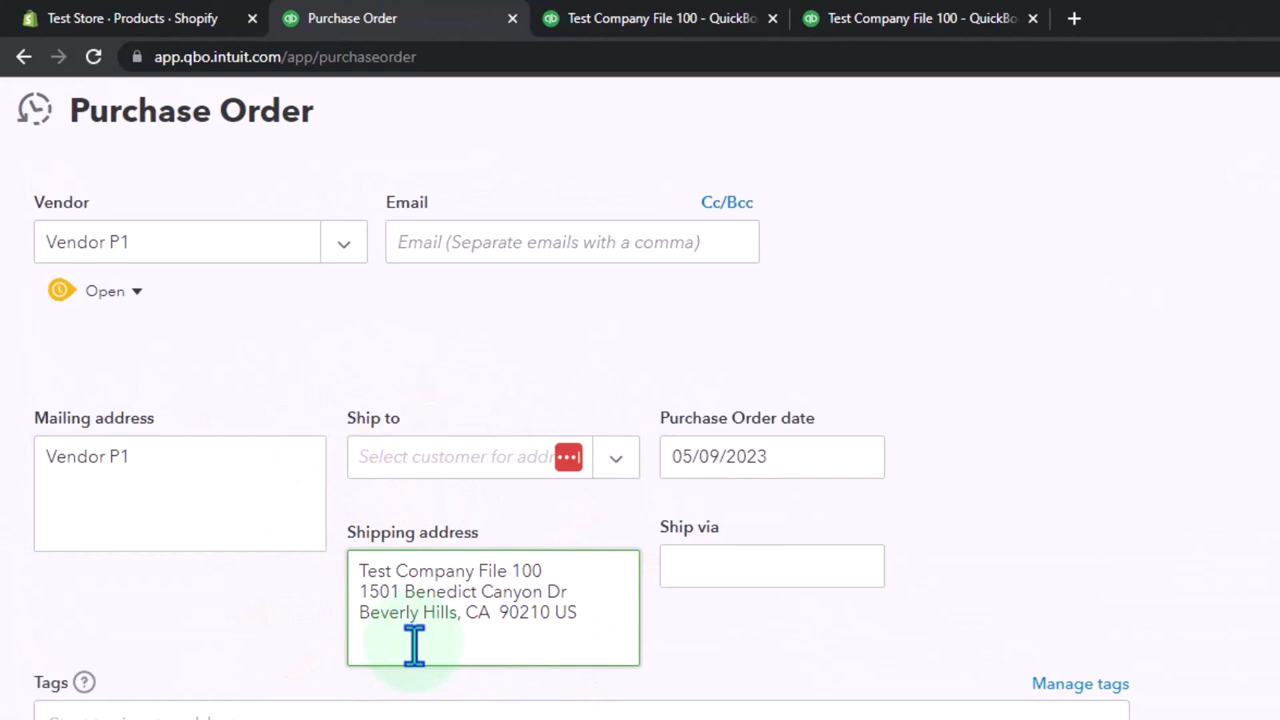 Test Store · Products · Shopify
Purchase Order
Test Company File 100 - QuickBo
Test Company File 100 - QuickBo
app.qbo.intuit.com/app/purchaseorder
Purchase Order
Vendor
Email
Cc/Bcc
Vendor P1
Email (Separate emails with a comma)
Open
Mailing address
Ship to
Purchase Order date
Vendor P1
Select customer for addr
05/09/2023
Shipping address
Ship via
Test Company File 100
1501 Benedict Canyon Dr
Beverly Hills, CA 90210 US
Tags ?
Manage tags